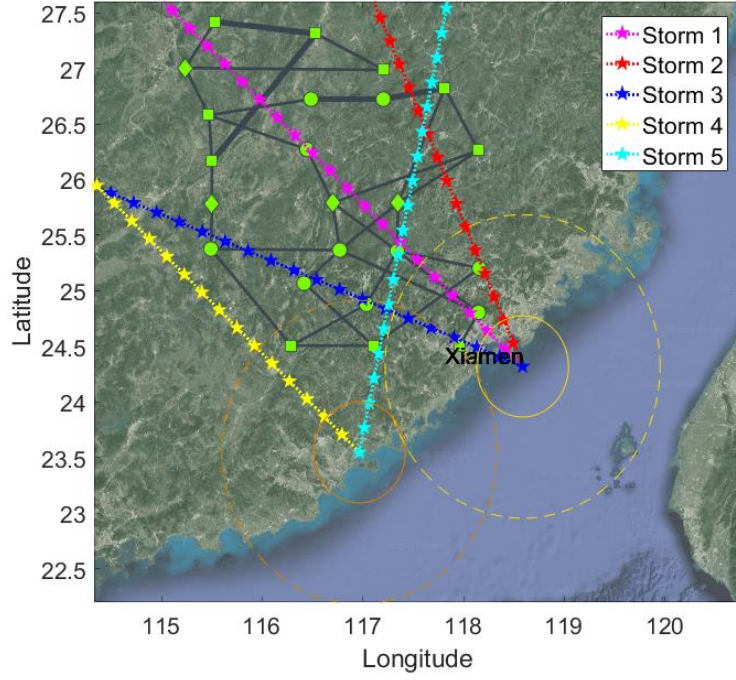 27.5
27
26.5
26
25.5
25
24.5
24
23.5
23
22.5
Latitude
Storm 1
Storm 2
Storm 3
Storm 4
Storm 5
Xiamen
115
116
117
118
119
120
Longitude